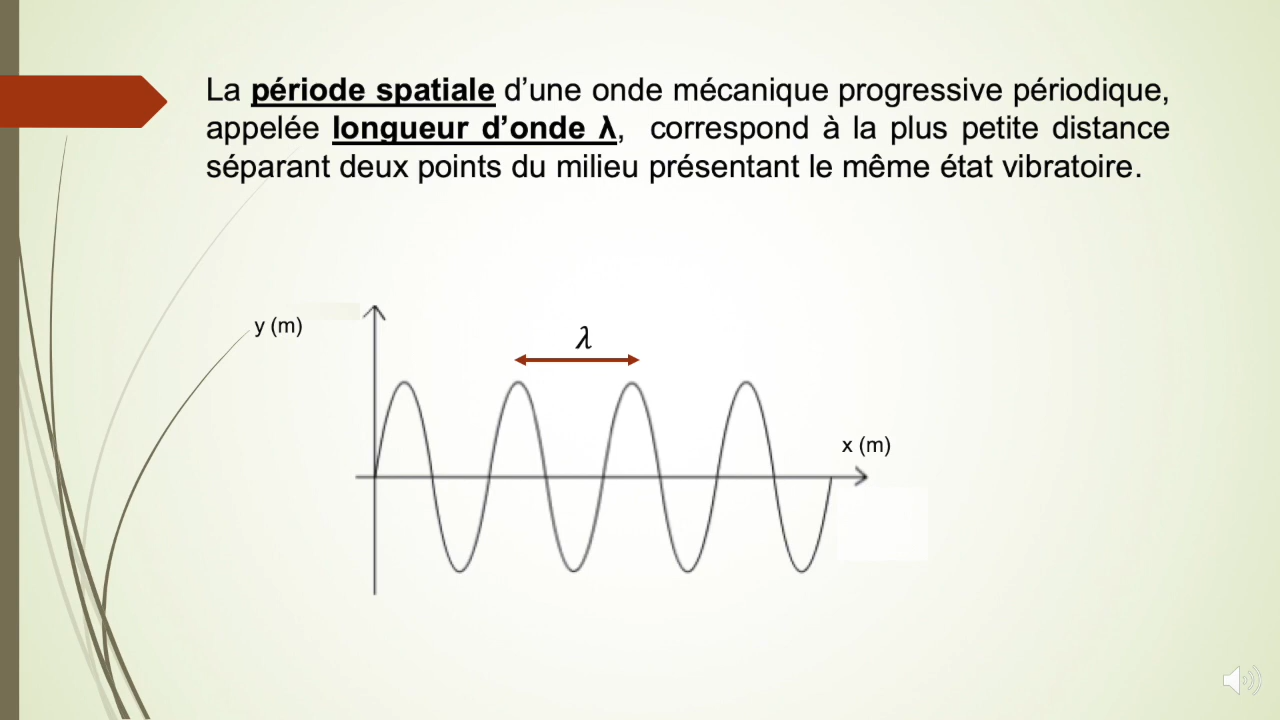 La période spatiale d’une onde mécanique progressive périodique,
appelée longueur d’onde λ, correspond à la plus petite distance
séparant deux points du milieu présentant le même état vibratoire.
y (m)
λ
x (m)